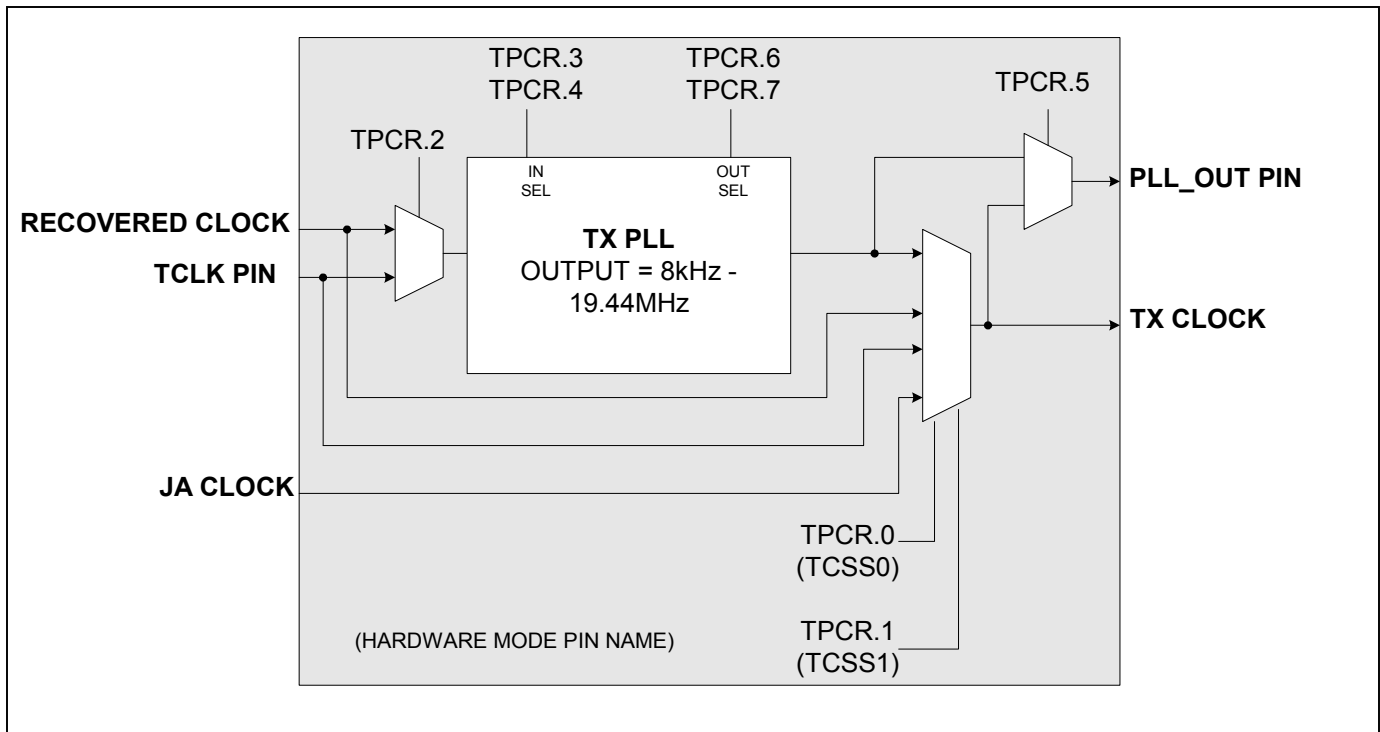 TPCR.3
TPCR.4
TPCR.6
TPCR.7
TPCR.5
TPCR.2
IN
SEL
OUT
SEL
PLL_OUT PIN
RECOVERED CLOCK
TX PLL
OUTPUT = 8kHz -
19.44MHz
TCLK PIN
TX CLOCK
JA CLOCK
TPCR.0
(TCSS0)
TPCR.1
(TCSS1)
(HARDWARE MODE PIN NAME)